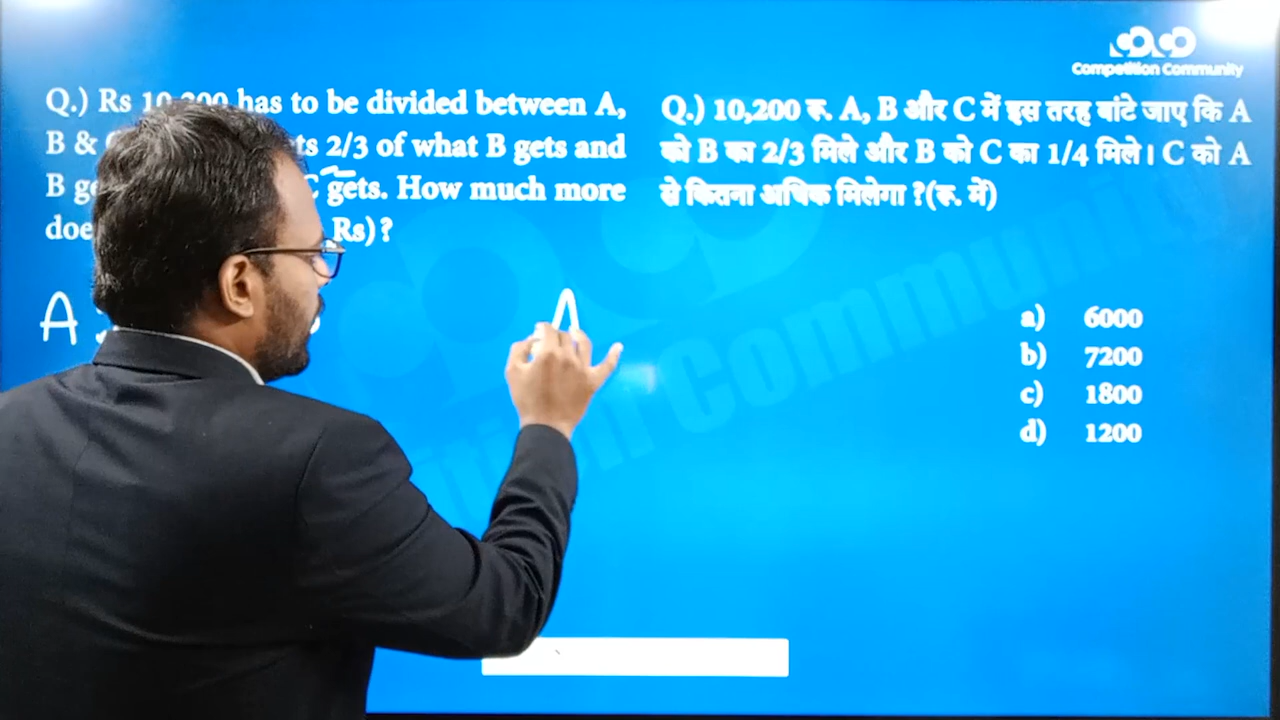 Competition Community
Q.) Rs 10,200 has to be divided between A,
B & ts 2/3 of what B gets and
B C gets. How much more
Rs)?
Q.) 10,200 रू. A, B और C में इस तरह बांटे जाए कि A
को B का 2/3 मिले और B को C का 1/4 मिले। C को A
से कितना अधिक मिलेगा ?(रू. में)
A
A
a) 6000
b) 7200
c) 1800
d) 1200
Community